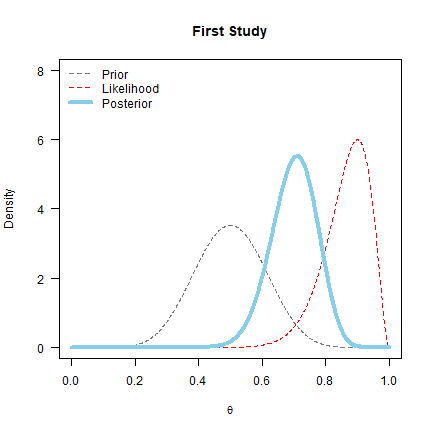 First Study
Prior
Likelihood
Posterior
Density
8
6
4
2
0
0.0 0.2 0.4 0.6 0.8 1.0
θ